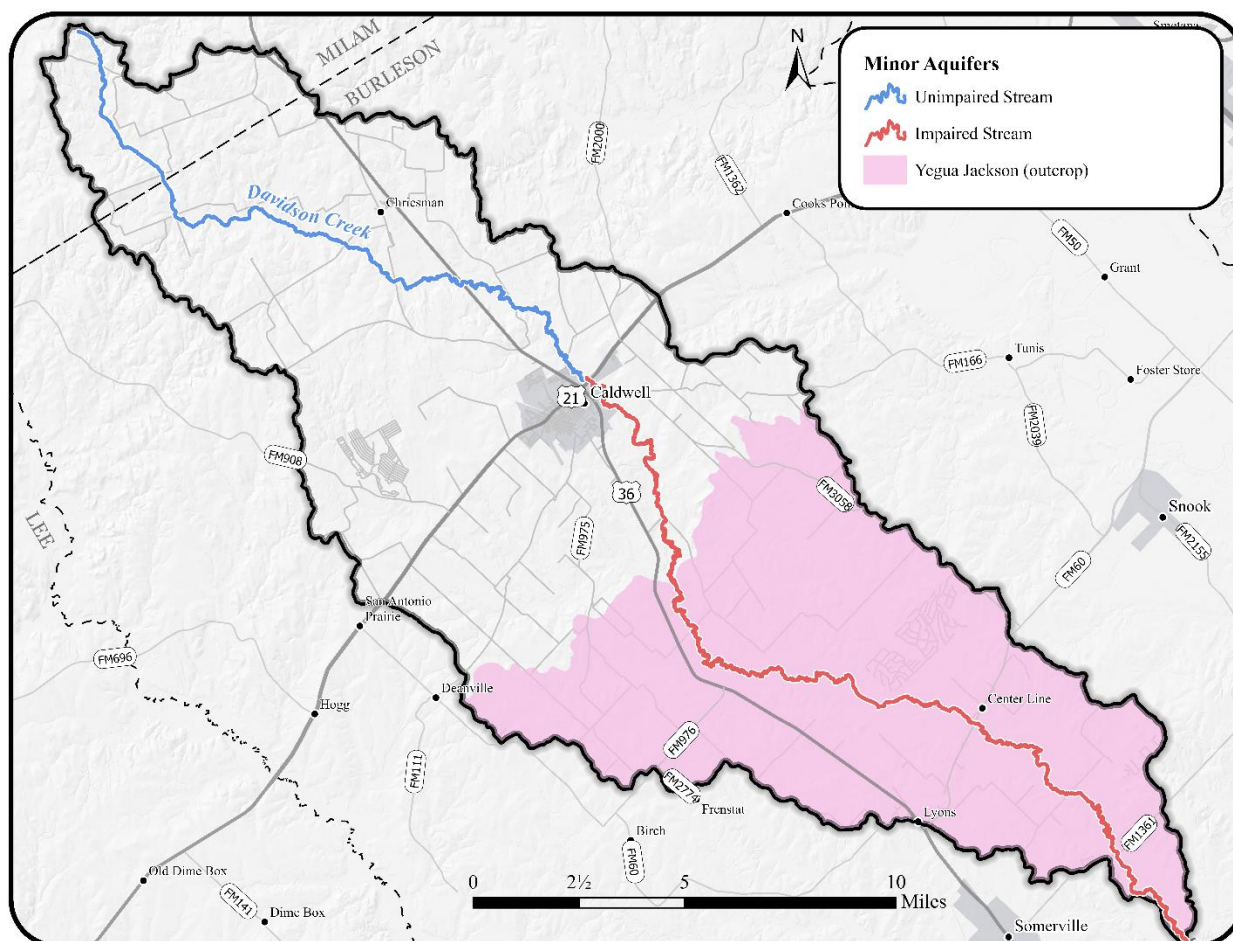 Smetana
MILAM
BURLESON
N
Minor Aquifers
Unimpaired Stream
Impaired Stream
Yegua Jackson (outcrop)
FM2000
FM1362
Davidson Creek
Chriesman
Cooks Poin
FM50
Grant
Tunis
FM166
Foster Store
21
Caldwell
FM2039
FM908
36
FM3058
Snook
LEE
FM975
FM2155
FM60
San Antonio
Prairie
FM696
Deanville
Hogg
Center Line
FM976
FM111
FM2774
Frenstat
Lyons
FM1361
Birch
FM60
Old Dime Box
0 2½ 5 10
Miles
FM141
Dime Box
Somerville